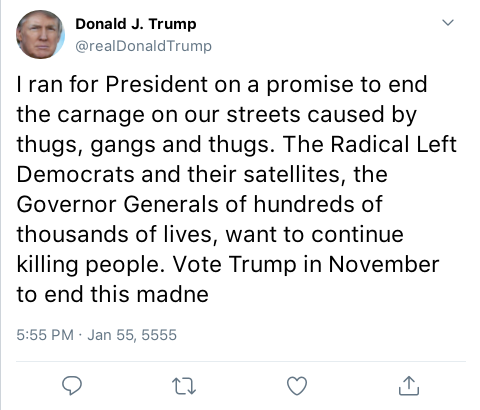 Donald J. Trump
@realDonaldTrump
I ran for President on a promise to end
the carnage on our streets caused by
thugs, gangs and thugs. The Radical Left
Democrats and their satellites, the
Governor Generals of hundreds of
thousands of lives, want to continue
killing people. Vote Trump in November
to end this madne
5:55 PM · Jan 55, 5555